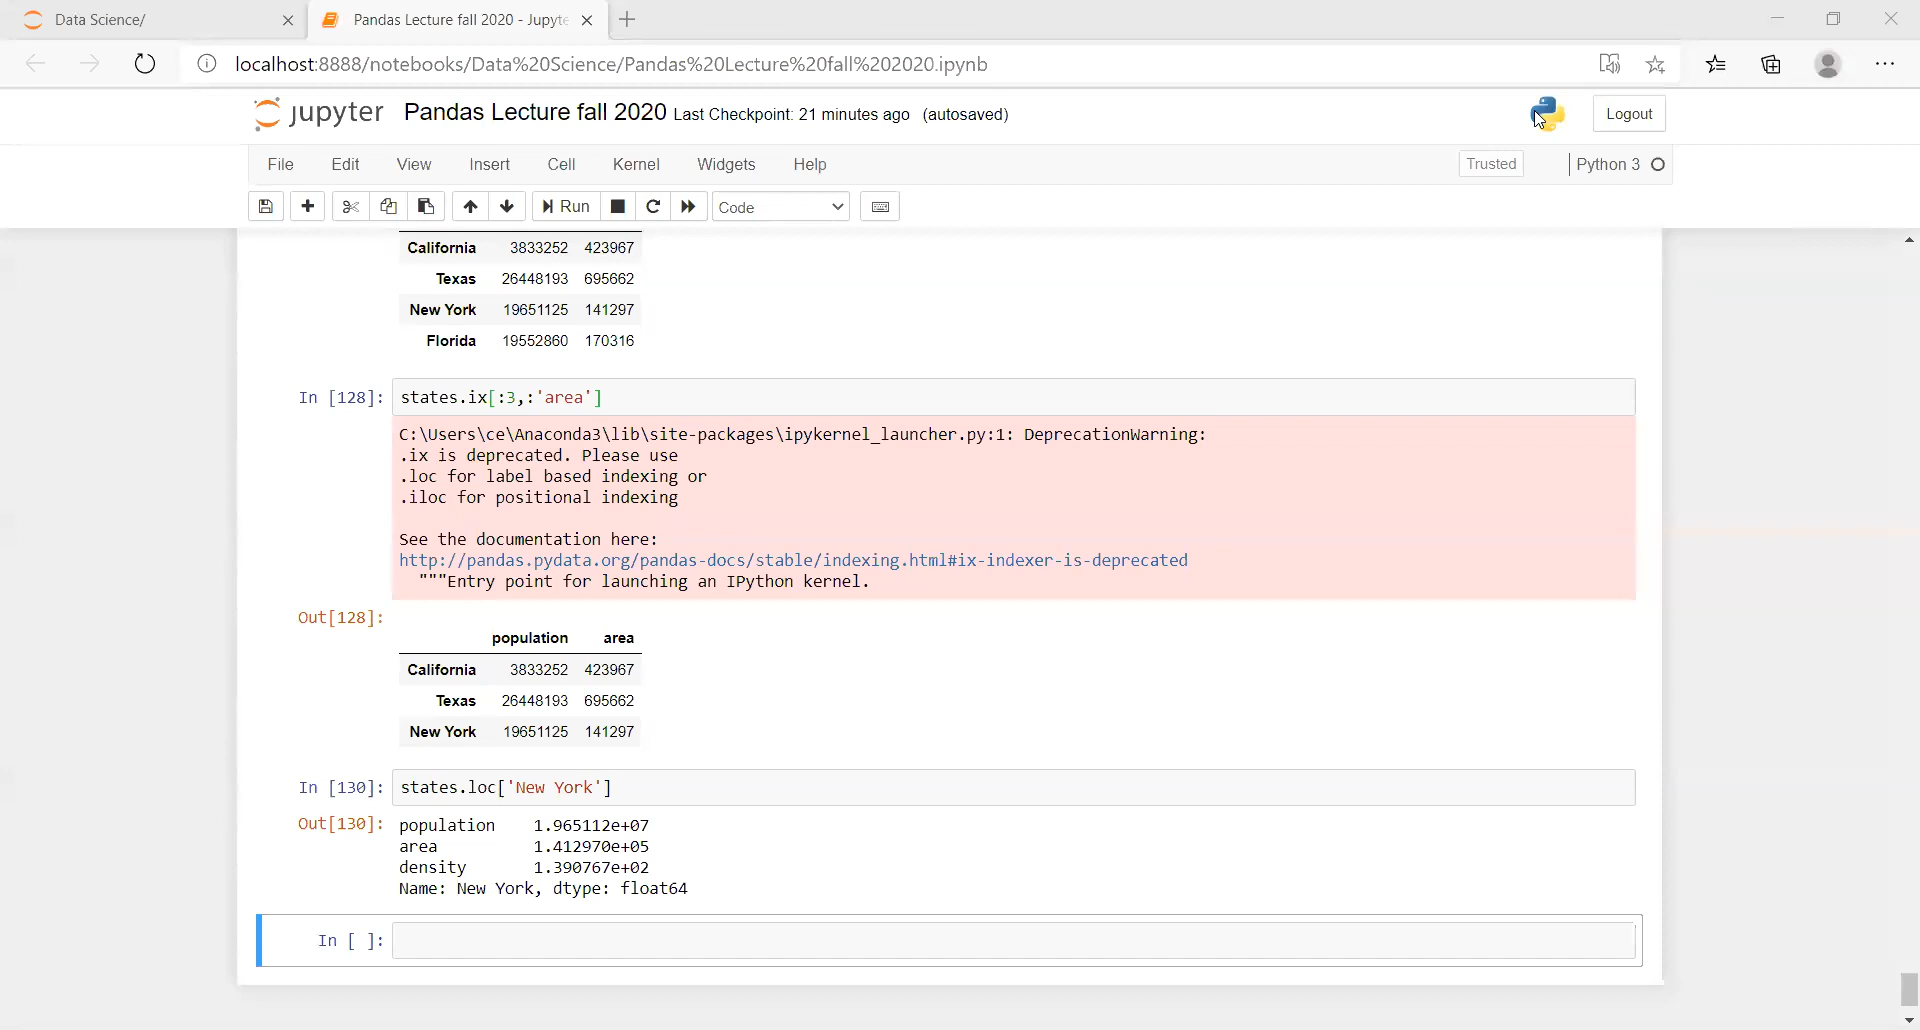 Data Science/
Pandas Lecture fall 2020 - Jupyte
localhost:8888/notebooks/Data%20Science/Pandas%20Lecture%20fall%202020.ipynb
jupyter Pandas Lecture fall 2020 Last Checkpoint: 21 minutes ago (autosaved)
Logout
File Edit View Insert Cell Kernel Widgets Help
Trusted Python 3
Run Code
California 3833252 423967
Texas 26448193 695662
New York 19651125 141297
Florida 19552860 170316
In [128]: states.ix[:3,:'area']
C:\Users\ce\Anaconda3\lib\site-packages\ipykernel_launcher.py:1: DeprecationWarning:
.ix is deprecated. Please use
.loc for label based indexing or
.iloc for positional indexing
See the documentation here:
http://pandas.pydata.org/pandas-docs/stable/indexing.html#ix-indexer-is-deprecated
"""Entry point for launching an IPython kernel.
Out[128]:
population area
California 3833252 423967
Texas 26448193 695662
New York 19651125 141297
In [130]: states.loc['New York']
Out[130]: population 1.965112e+07
area 1.412970e+05
density 1.390767e+02
Name: New York, dtype: float64
In [ ]: